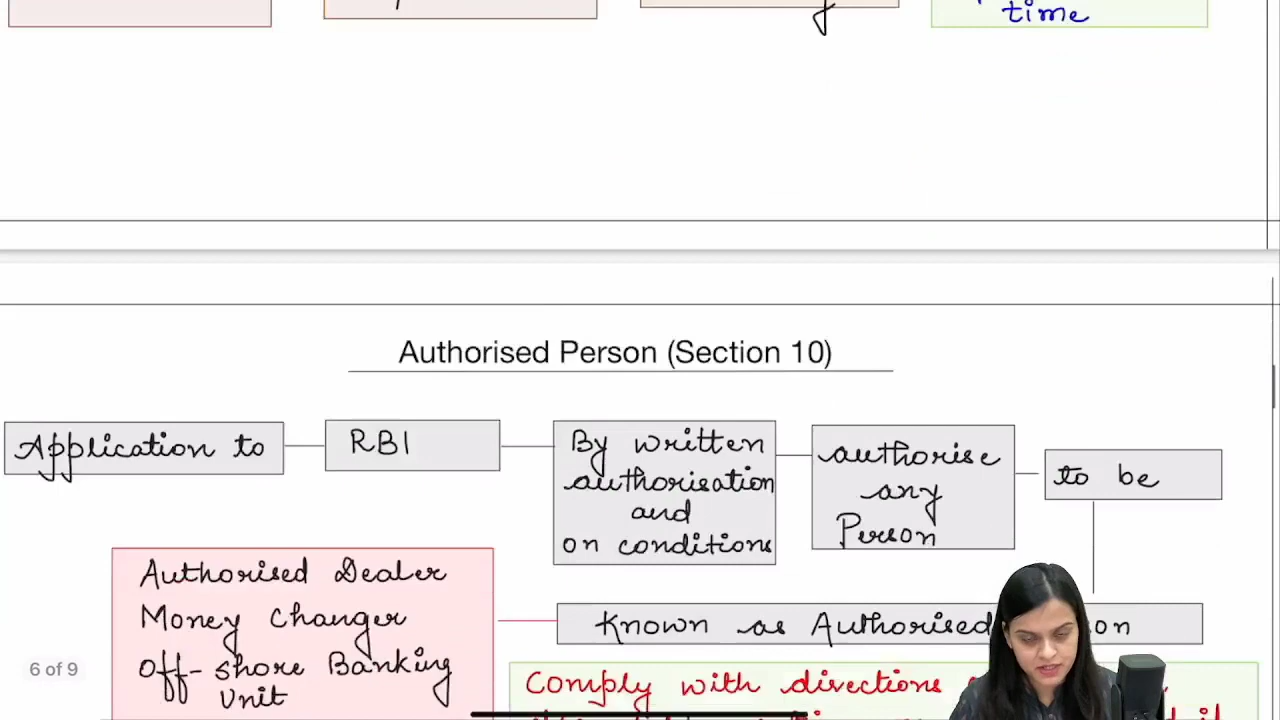 time
Authorised Person (Section 10)
Application to
RBI
By written
authorisation
and
on conditions
authorise
any
Person
to be
Authorised Dealer
Money Changer
Off-shore Banking
Unit
Known as Authorised
6 of 9
Comply with directions